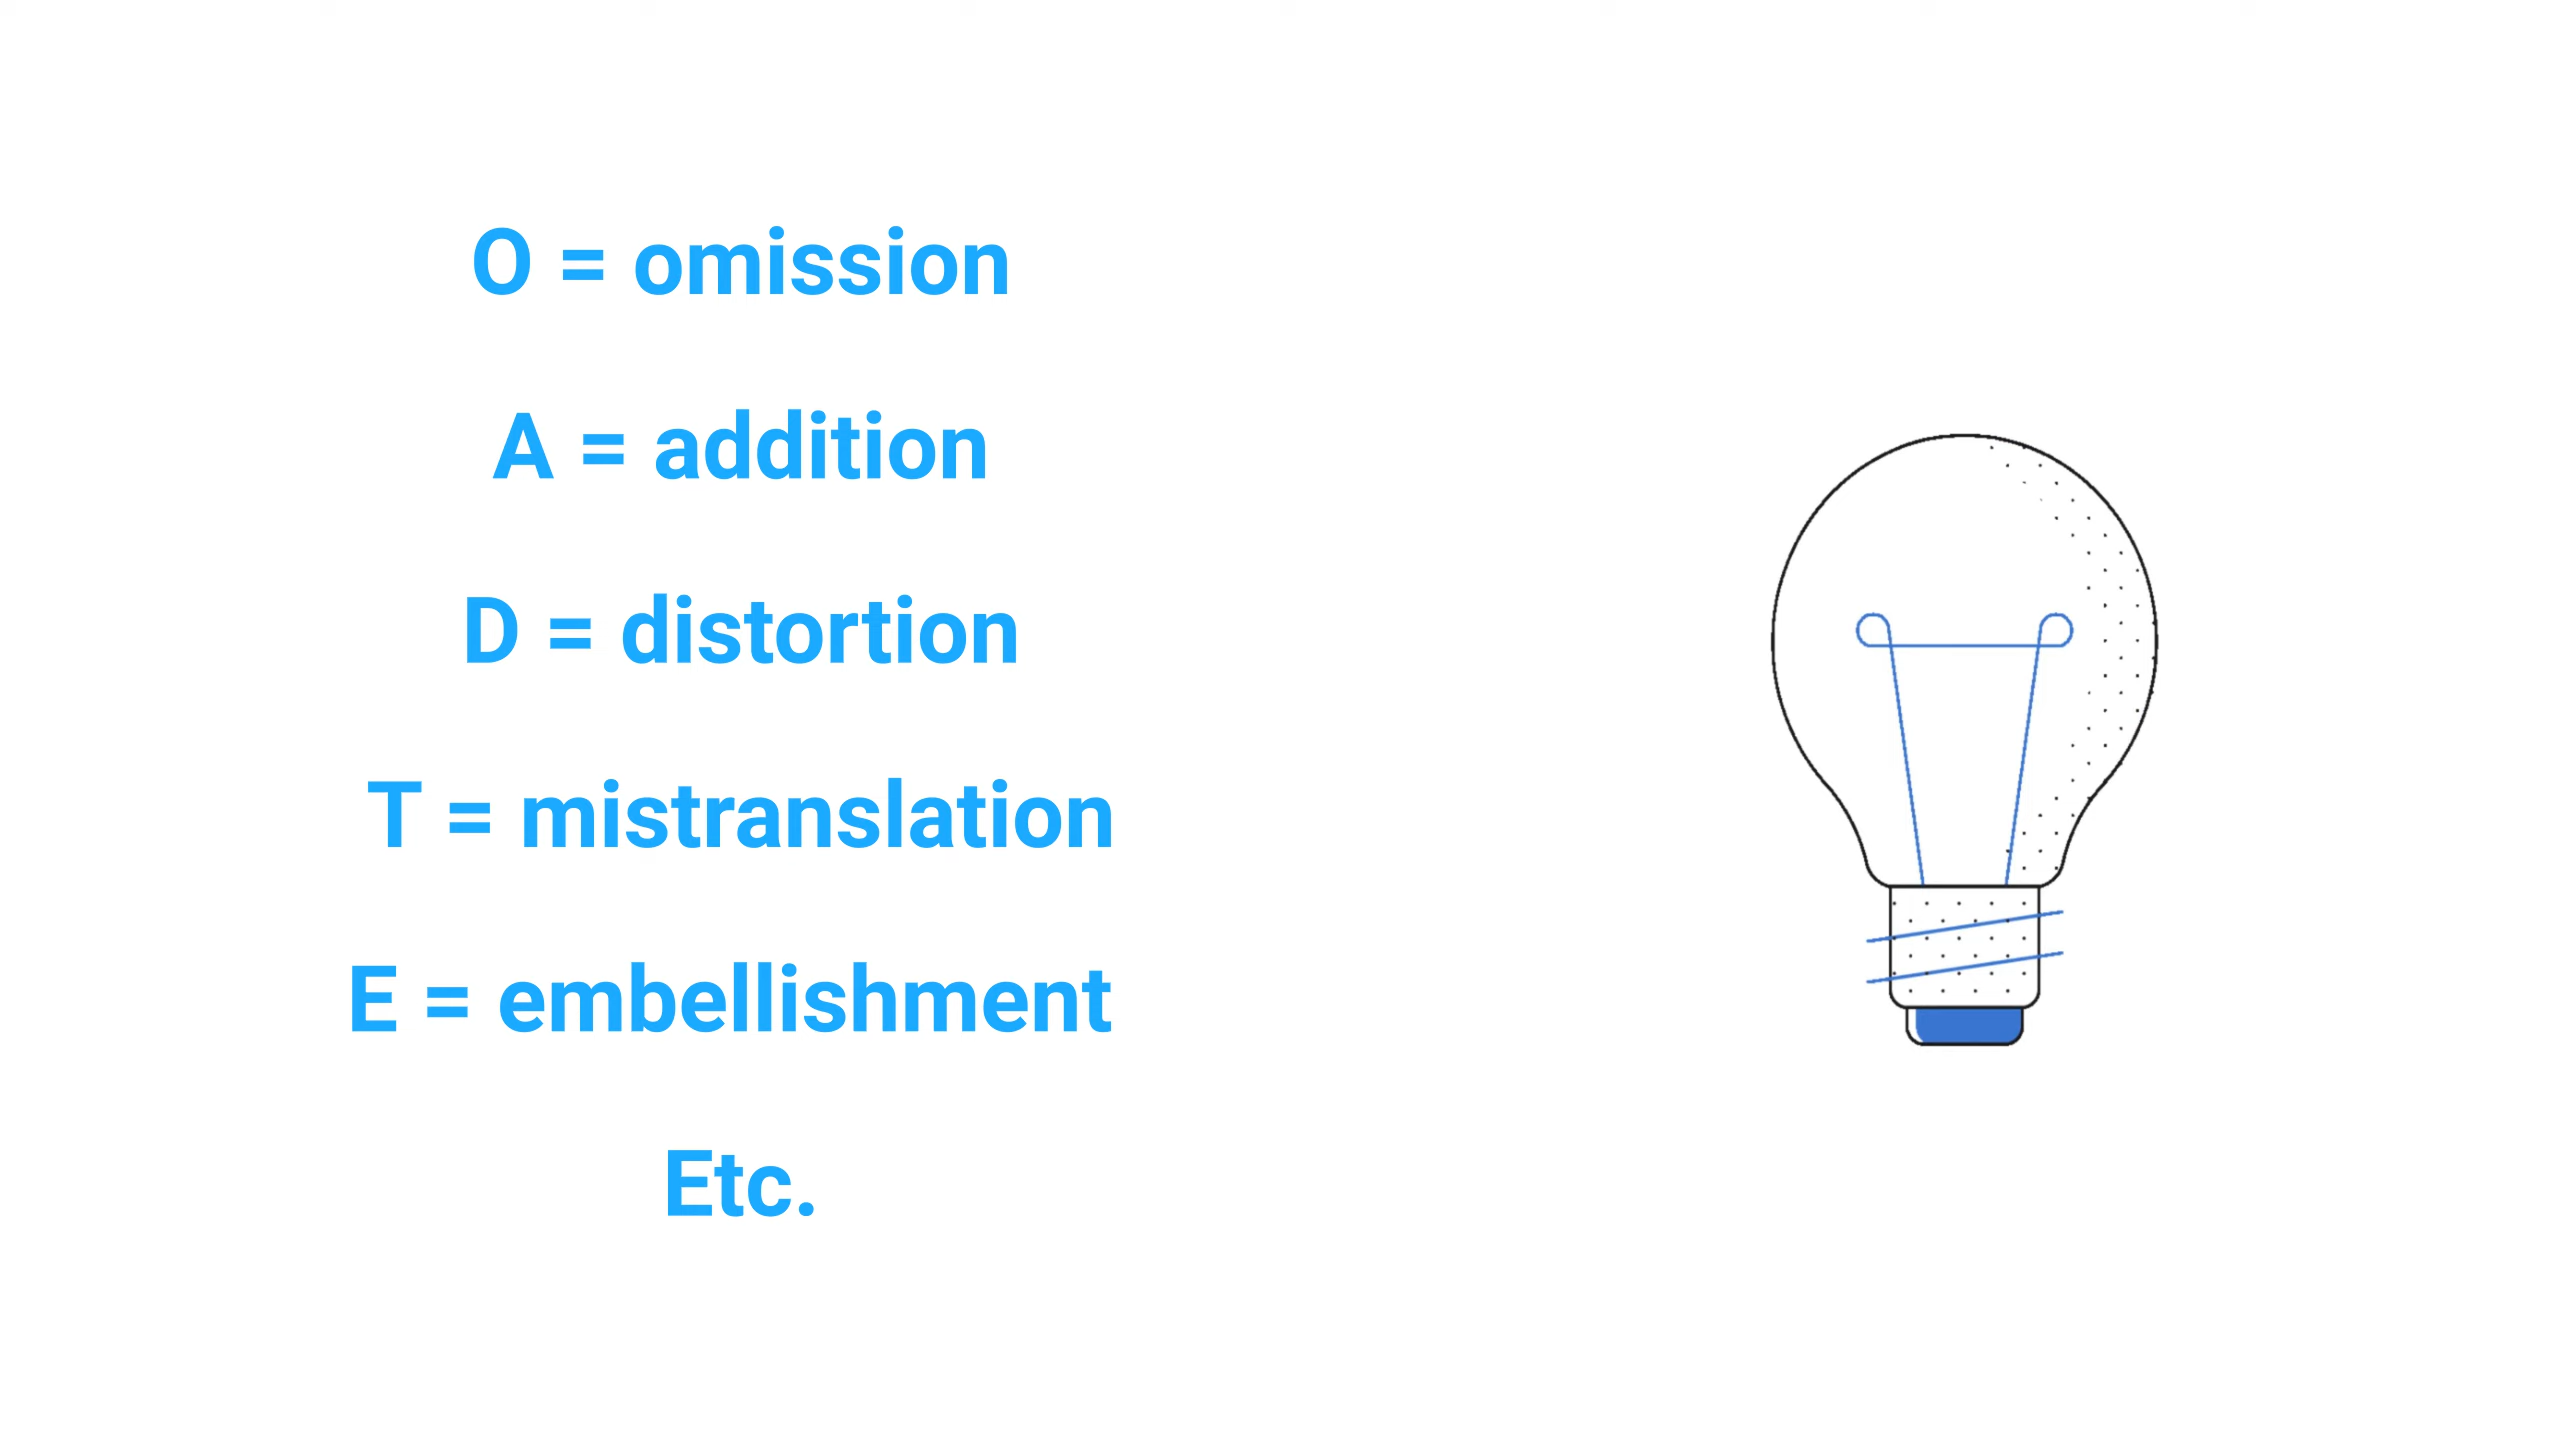 O = omission
A = addition
D = distortion
T = mistranslation
E = embellishment
Etc.